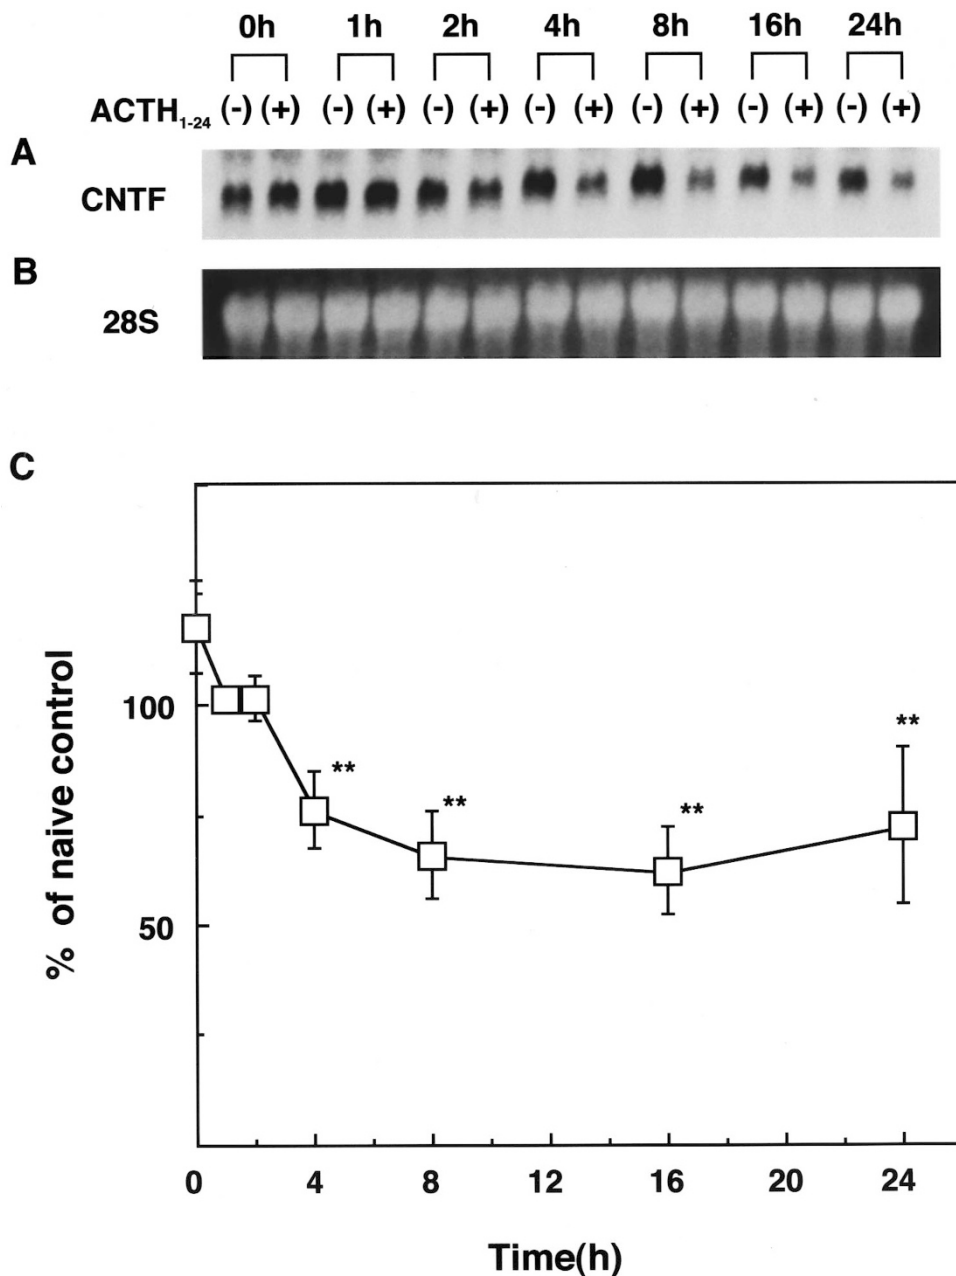 0h 1h 2h 4h 8h 16h 24h
ACTH1-24 (-) (+) (-) (+) (-) (+) (-) (+) (-) (+) (-) (+) (-) (+)
A
CNTF
B
28S
C
% of naive control
100
50
**
**
**
**
0 4 8 12 16 20 24
Time(h)